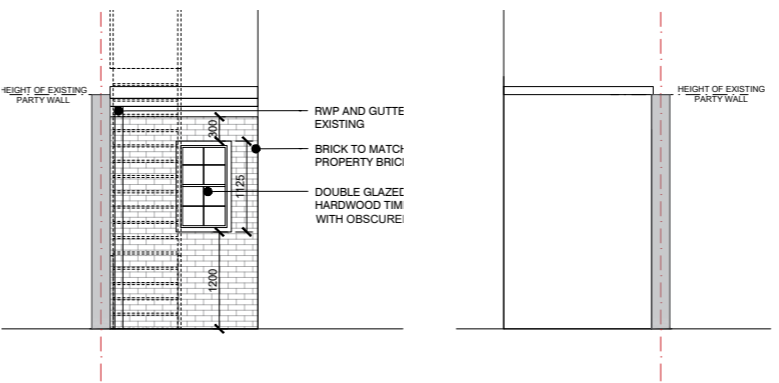 HEIGHT OF EXISTING
PARTY WALL
RWP AND GUTTE
EXISTING
300
BRICK TO MATCH
PROPERTY BRIC
1125
DOUBLE GLAZED
HARDWOOD TIM
WITH OBSCURE
1200
HEIGHT OF EXISTING
PARTY WALL